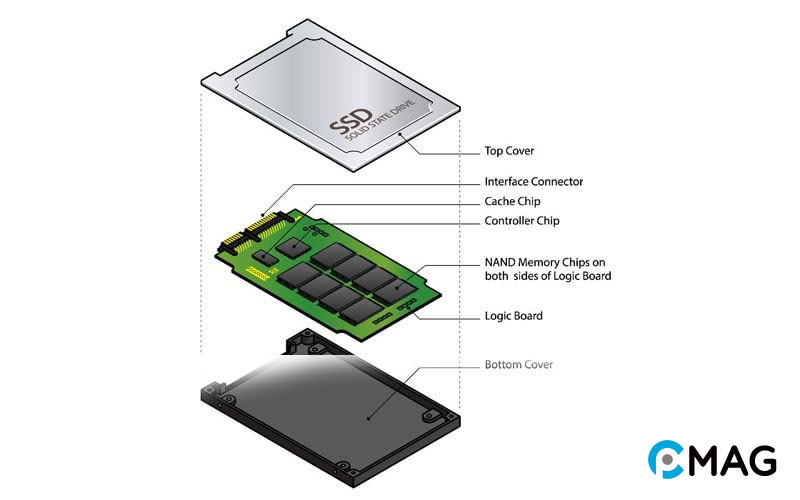 SSD
SOLID STATE DRIVE
Top Cover
Interface Connector
Cache Chip
Controller Chip
NAND Memory Chips on
both sides of Logic Board
Logic Board
Bottom Cover
PCMAG